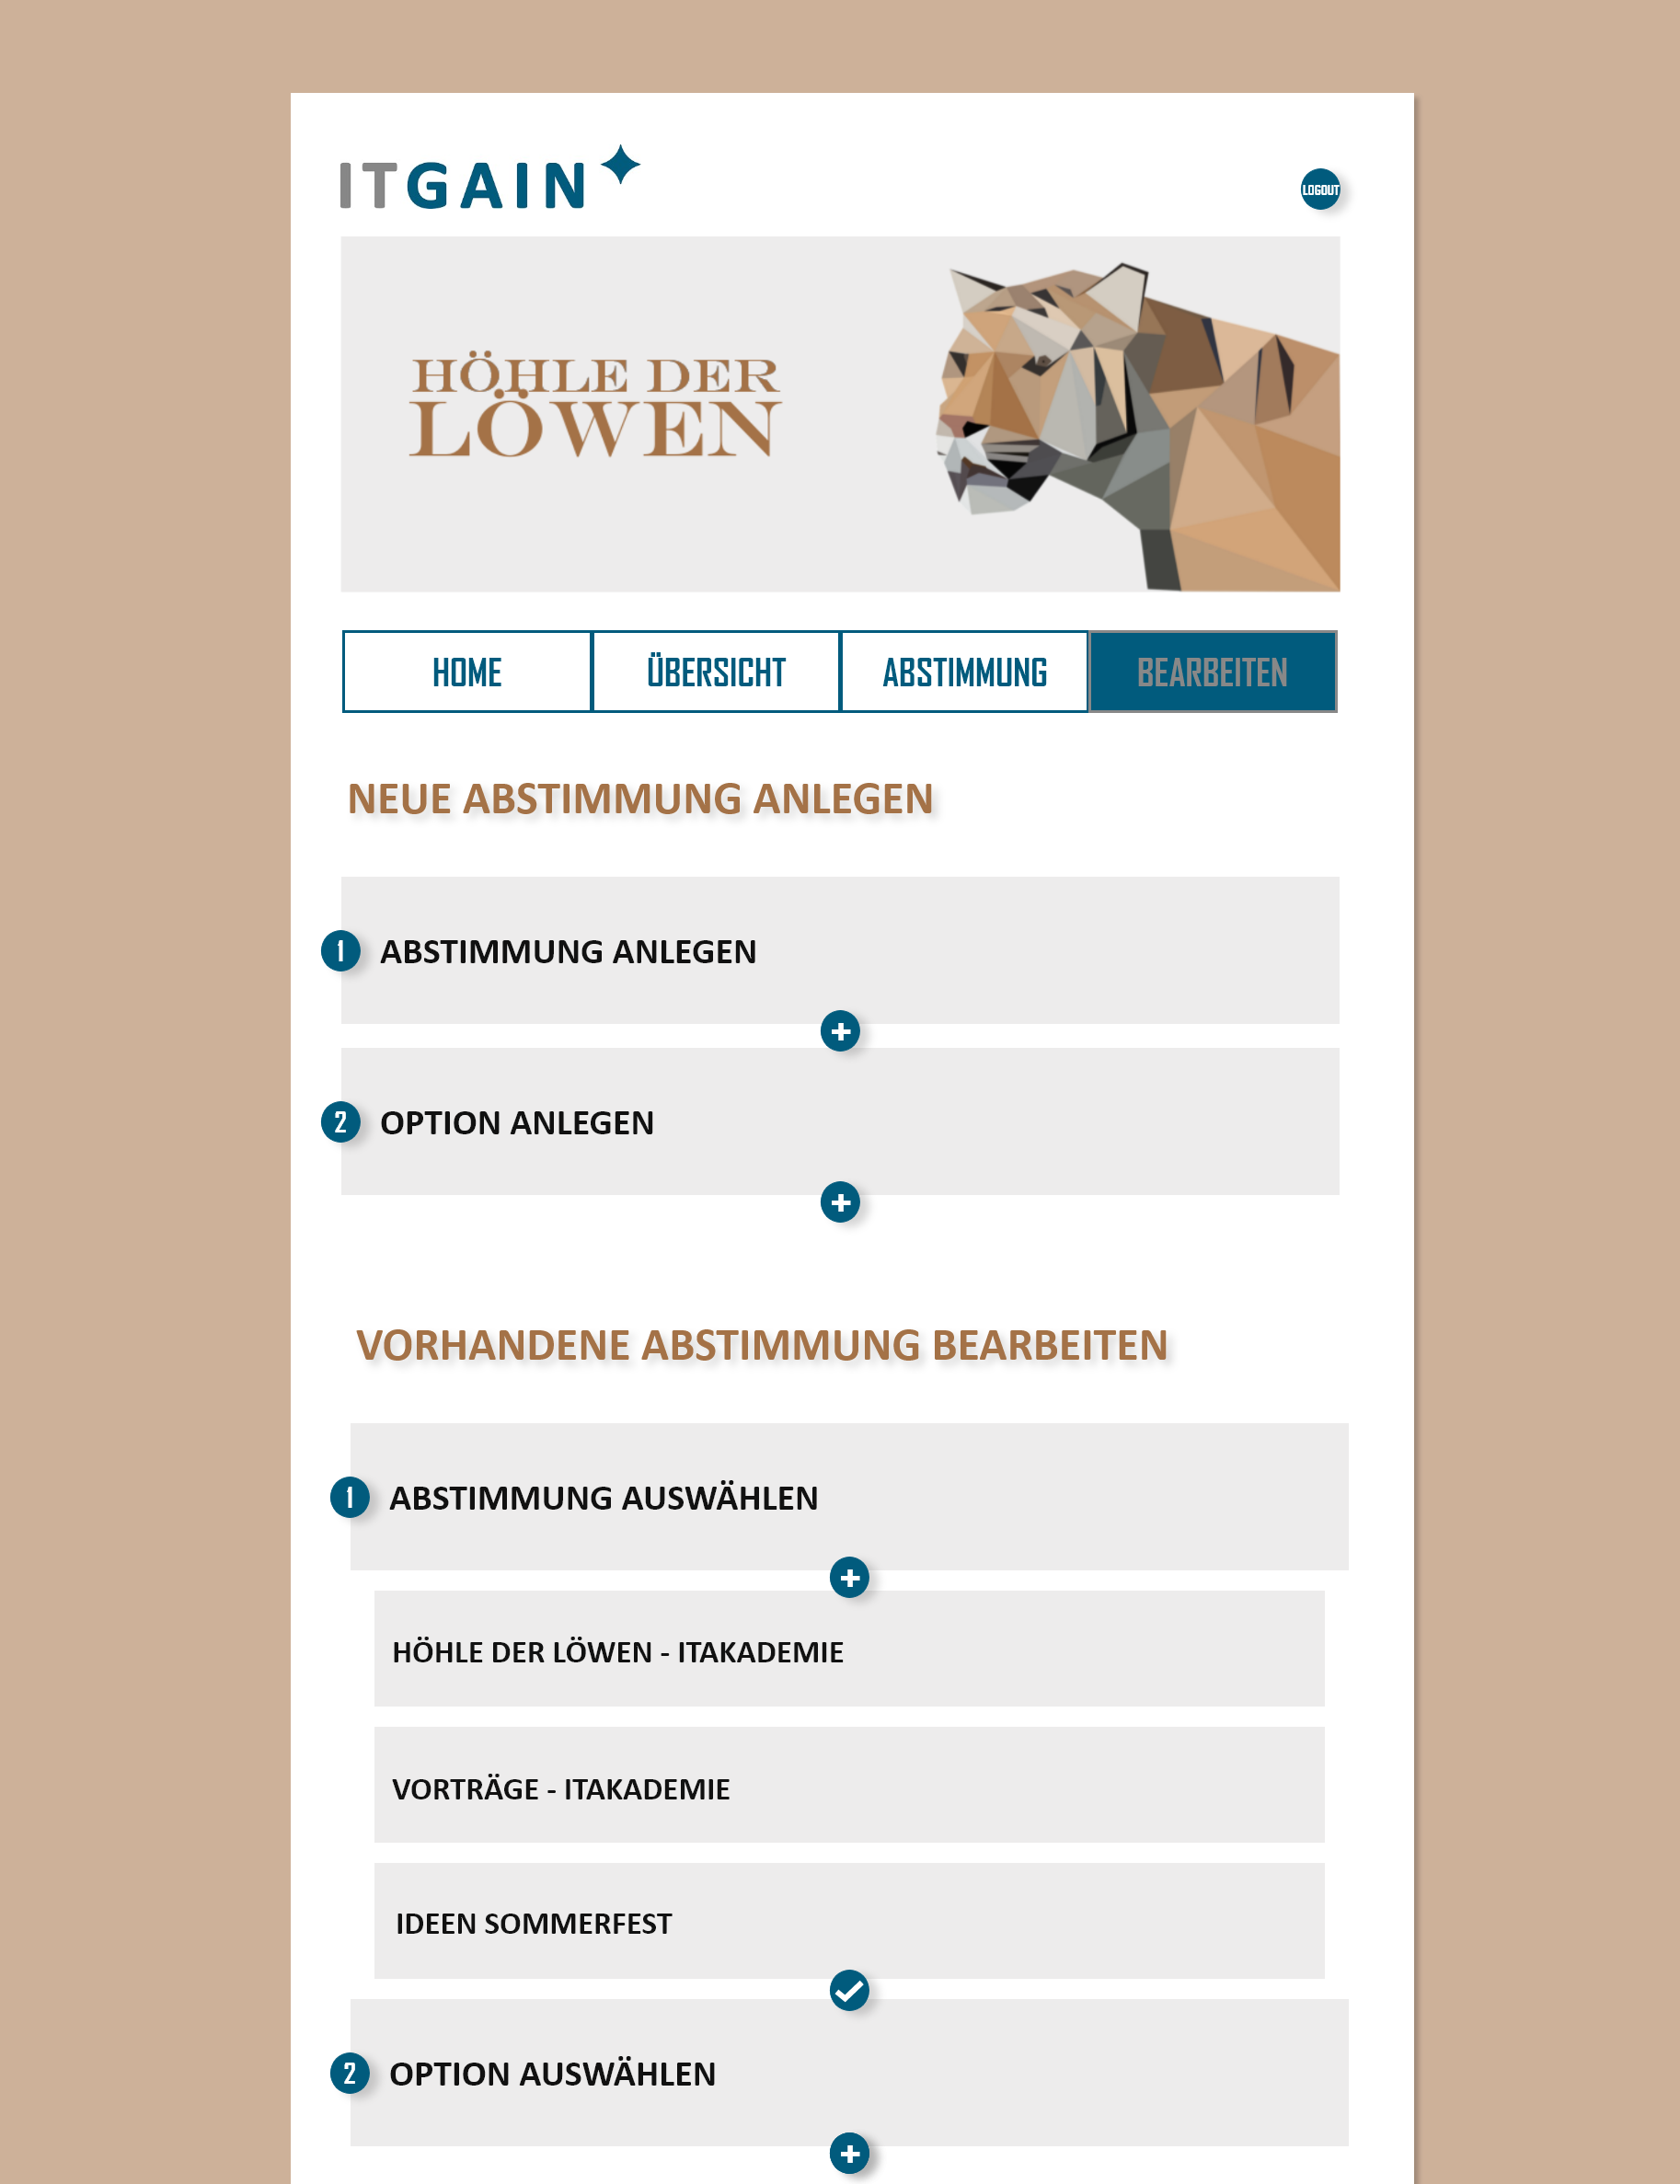 ITGAIN
LOGOUT
HÖHLE DER
LÖWEN
HOME ÜBERSICHT ABSTIMMUNG BEARBEITEN
NEUE ABSTIMMUNG ANLEGEN
1 ABSTIMMUNG ANLEGEN
+
2 OPTION ANLEGEN
+
VORHANDENE ABSTIMMUNG BEARBEITEN
1 ABSTIMMUNG AUSWÄHLEN
+
HÖHLE DER LÖWEN - ITAKADEMIE
VORTRÄGE - ITAKADEMIE
IDEEN SOMMERFEST
2 OPTION AUSWÄHLEN
+